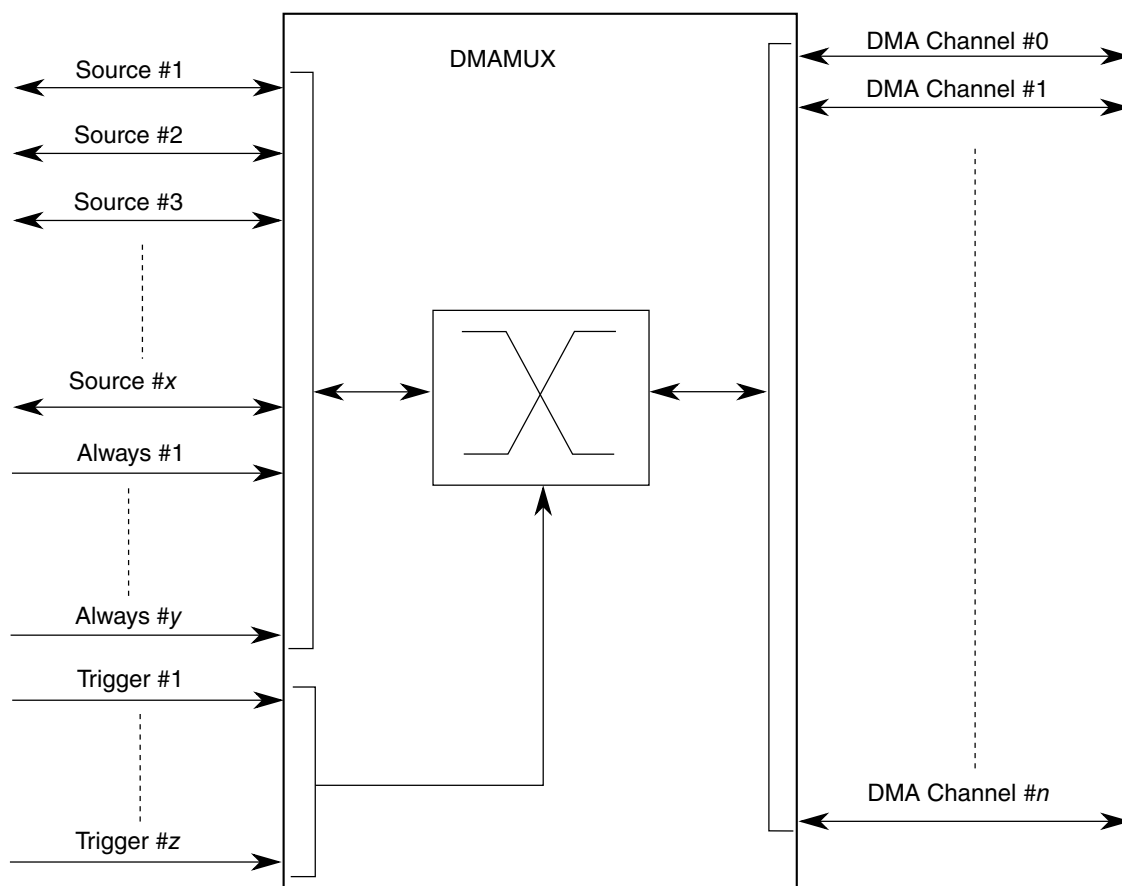 DMAMUX
Source #1
Source #2
Source #3
Source #x
Always #1
Always #y
Trigger #1
Trigger #z
DMA Channel #0
DMA Channel #1
DMA Channel #n